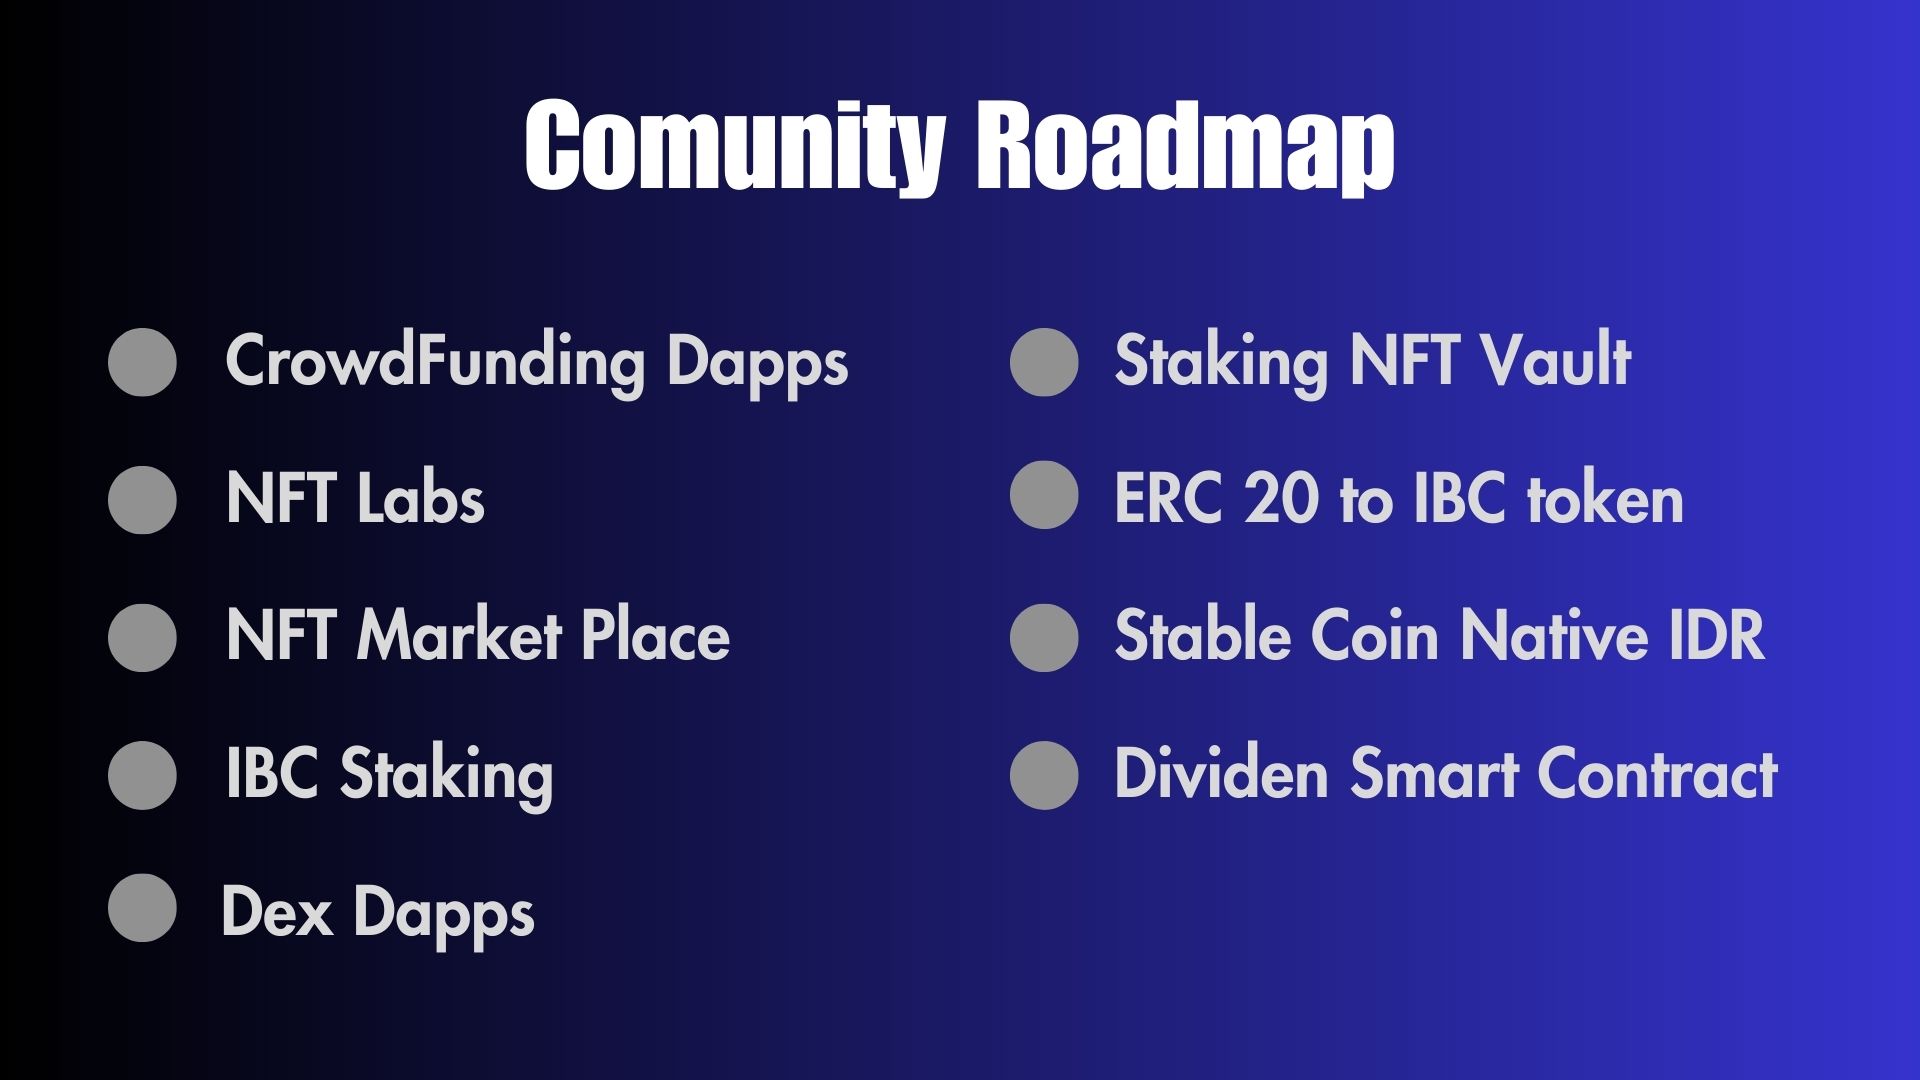 Comunity Roadmap
CrowdFunding Dapps
NFT Labs
NFT Market Place
IBC Staking
Dex Dapps
Staking NFT Vault
ERC 20 to IBC token
Stable Coin Native IDR
Dividen Smart Contract